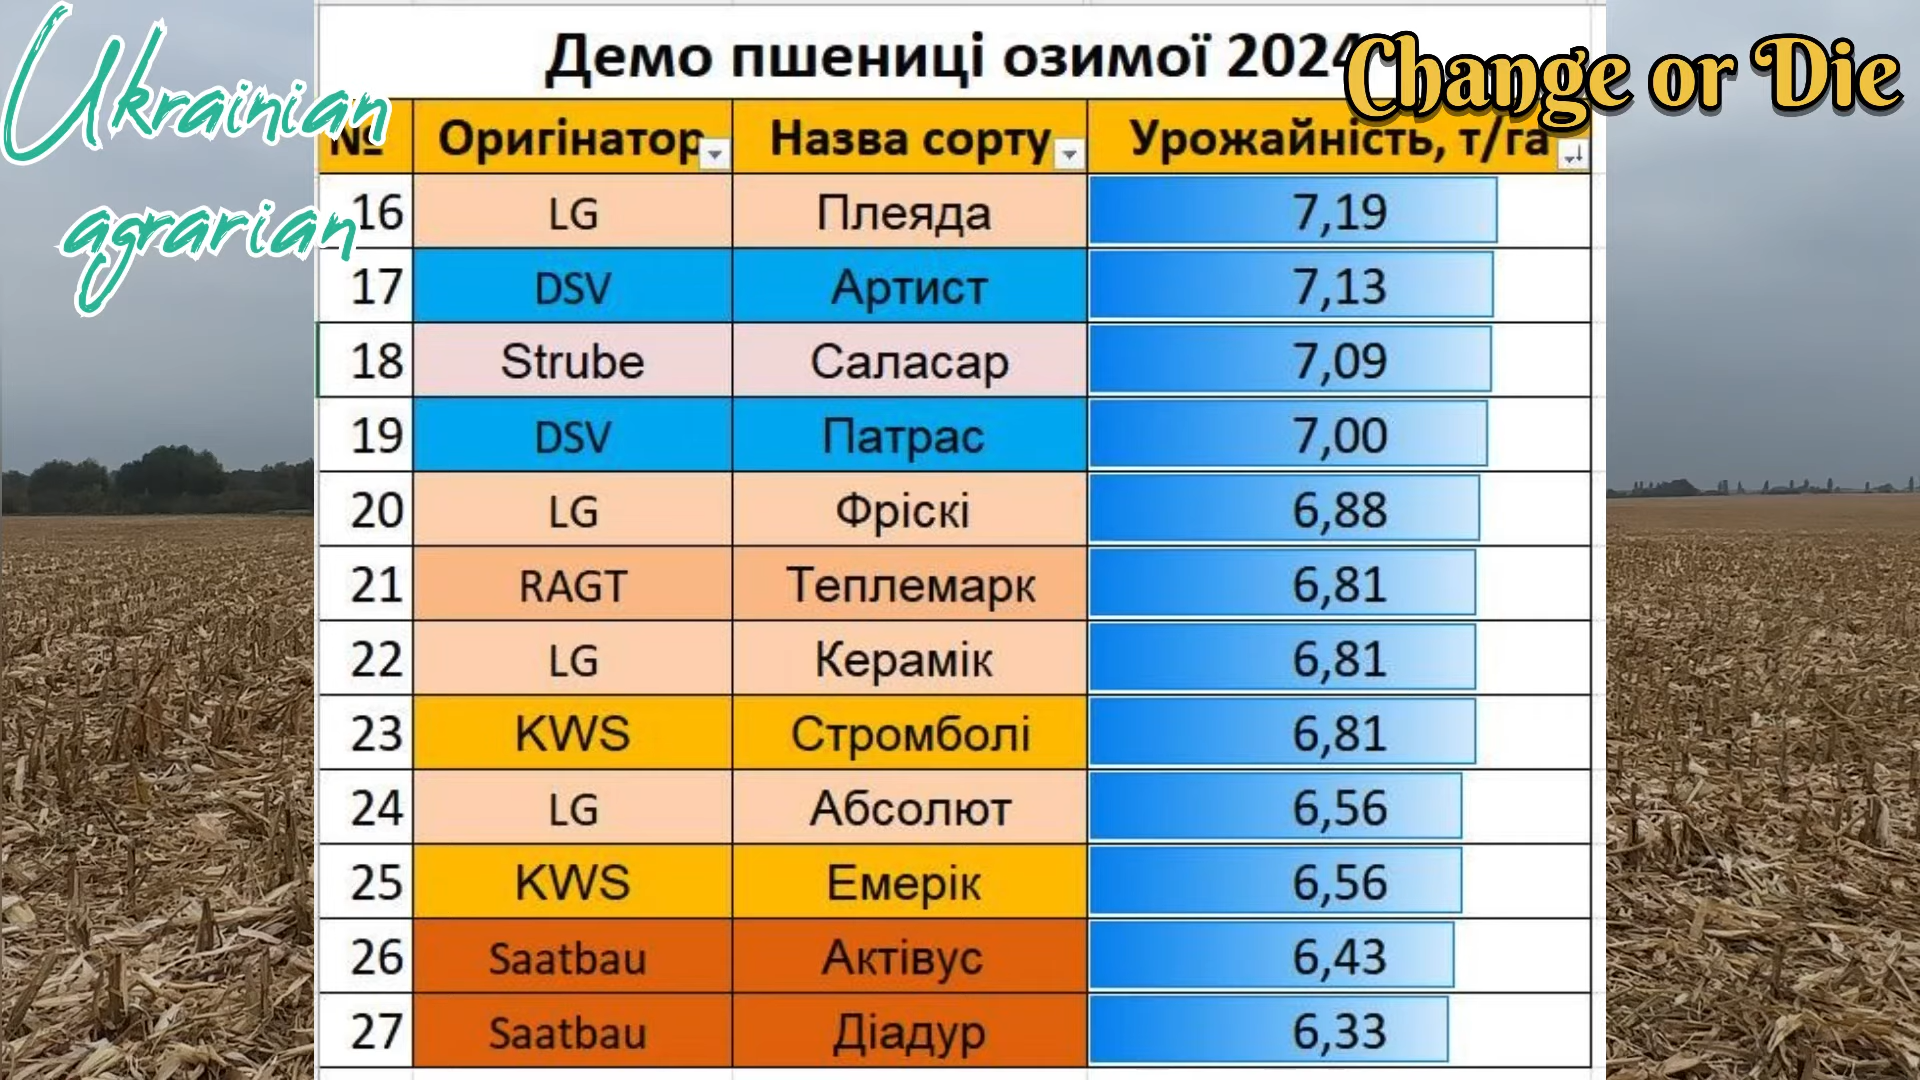 Ukrainian
agrarian
Change or Die
Демо пшениці озимої 2024
№ Оригінатор Назва сорту Урожайність, т/га
16 LG Плеяда 7,19
17 DSV Артист 7,13
18 Strube Саласар 7,09
19 DSV Патрас 7,00
20 LG Фріскі 6,88
21 RAGT Теплемарк 6,81
22 LG Керамік 6,81
23 KWS Стромболі 6,81
24 LG Абсолют 6,56
25 KWS Емерік 6,56
26 Saatbau Актівус 6,43
27 Saatbau Діадур 6,33